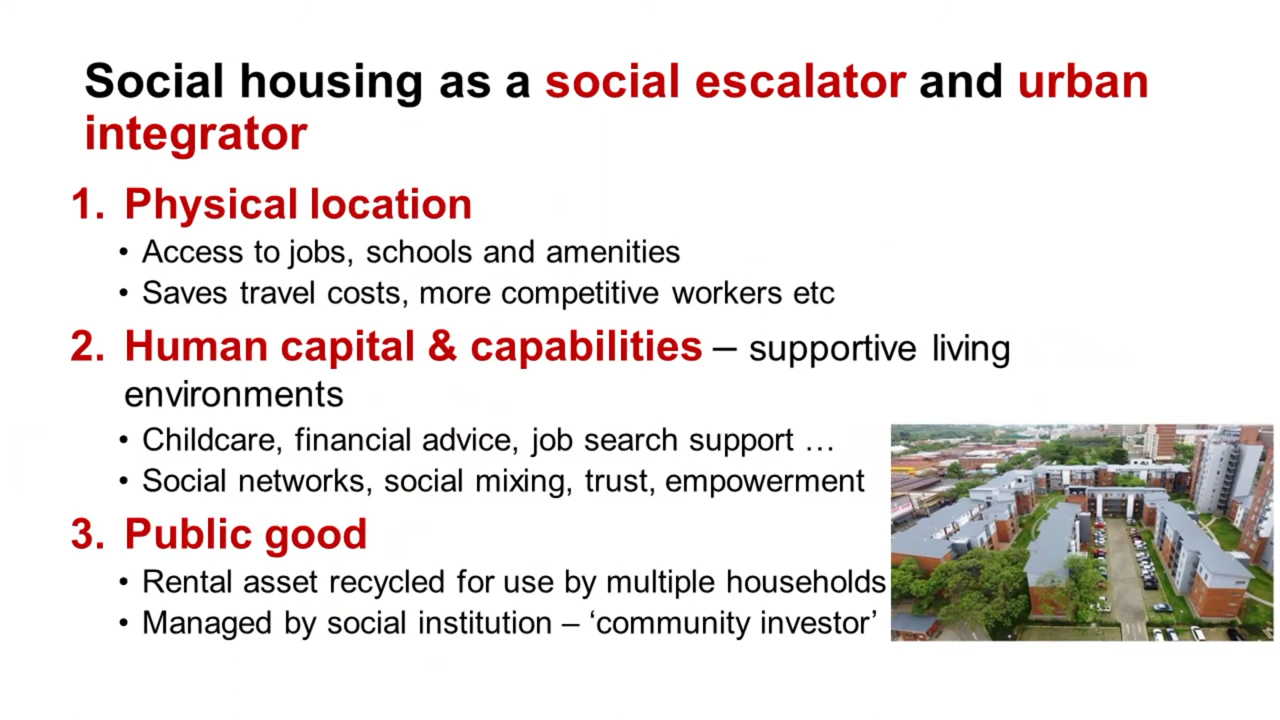 Social housing as a social escalator and urban
integrator
1. Physical location
• Access to jobs, schools and amenities
• Saves travel costs, more competitive workers etc
2. Human capital & capabilities – supportive living
environments
• Childcare, financial advice, job search support …
• Social networks, social mixing, trust, empowerment
3. Public good
• Rental asset recycled for use by multiple households
• Managed by social institution – ‘community investor’